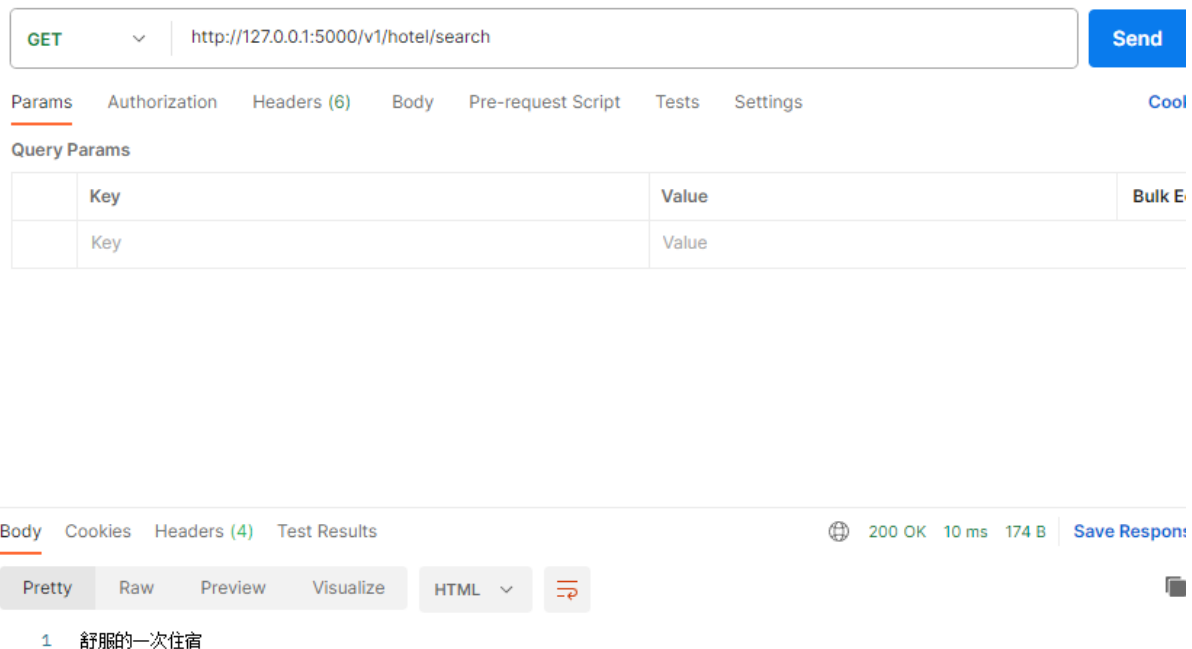 GET http://127.0.0.1:5000/v1/hotel/search Send
Params Authorization Headers (6) Body Pre-request Script Tests Settings
Query Params
Key Value
Key Value
Body Cookies Headers (4) Test Results 200 OK 10 ms 174 B Save
Pretty Raw Preview Visualize HTML
1 舒服的一次住宿